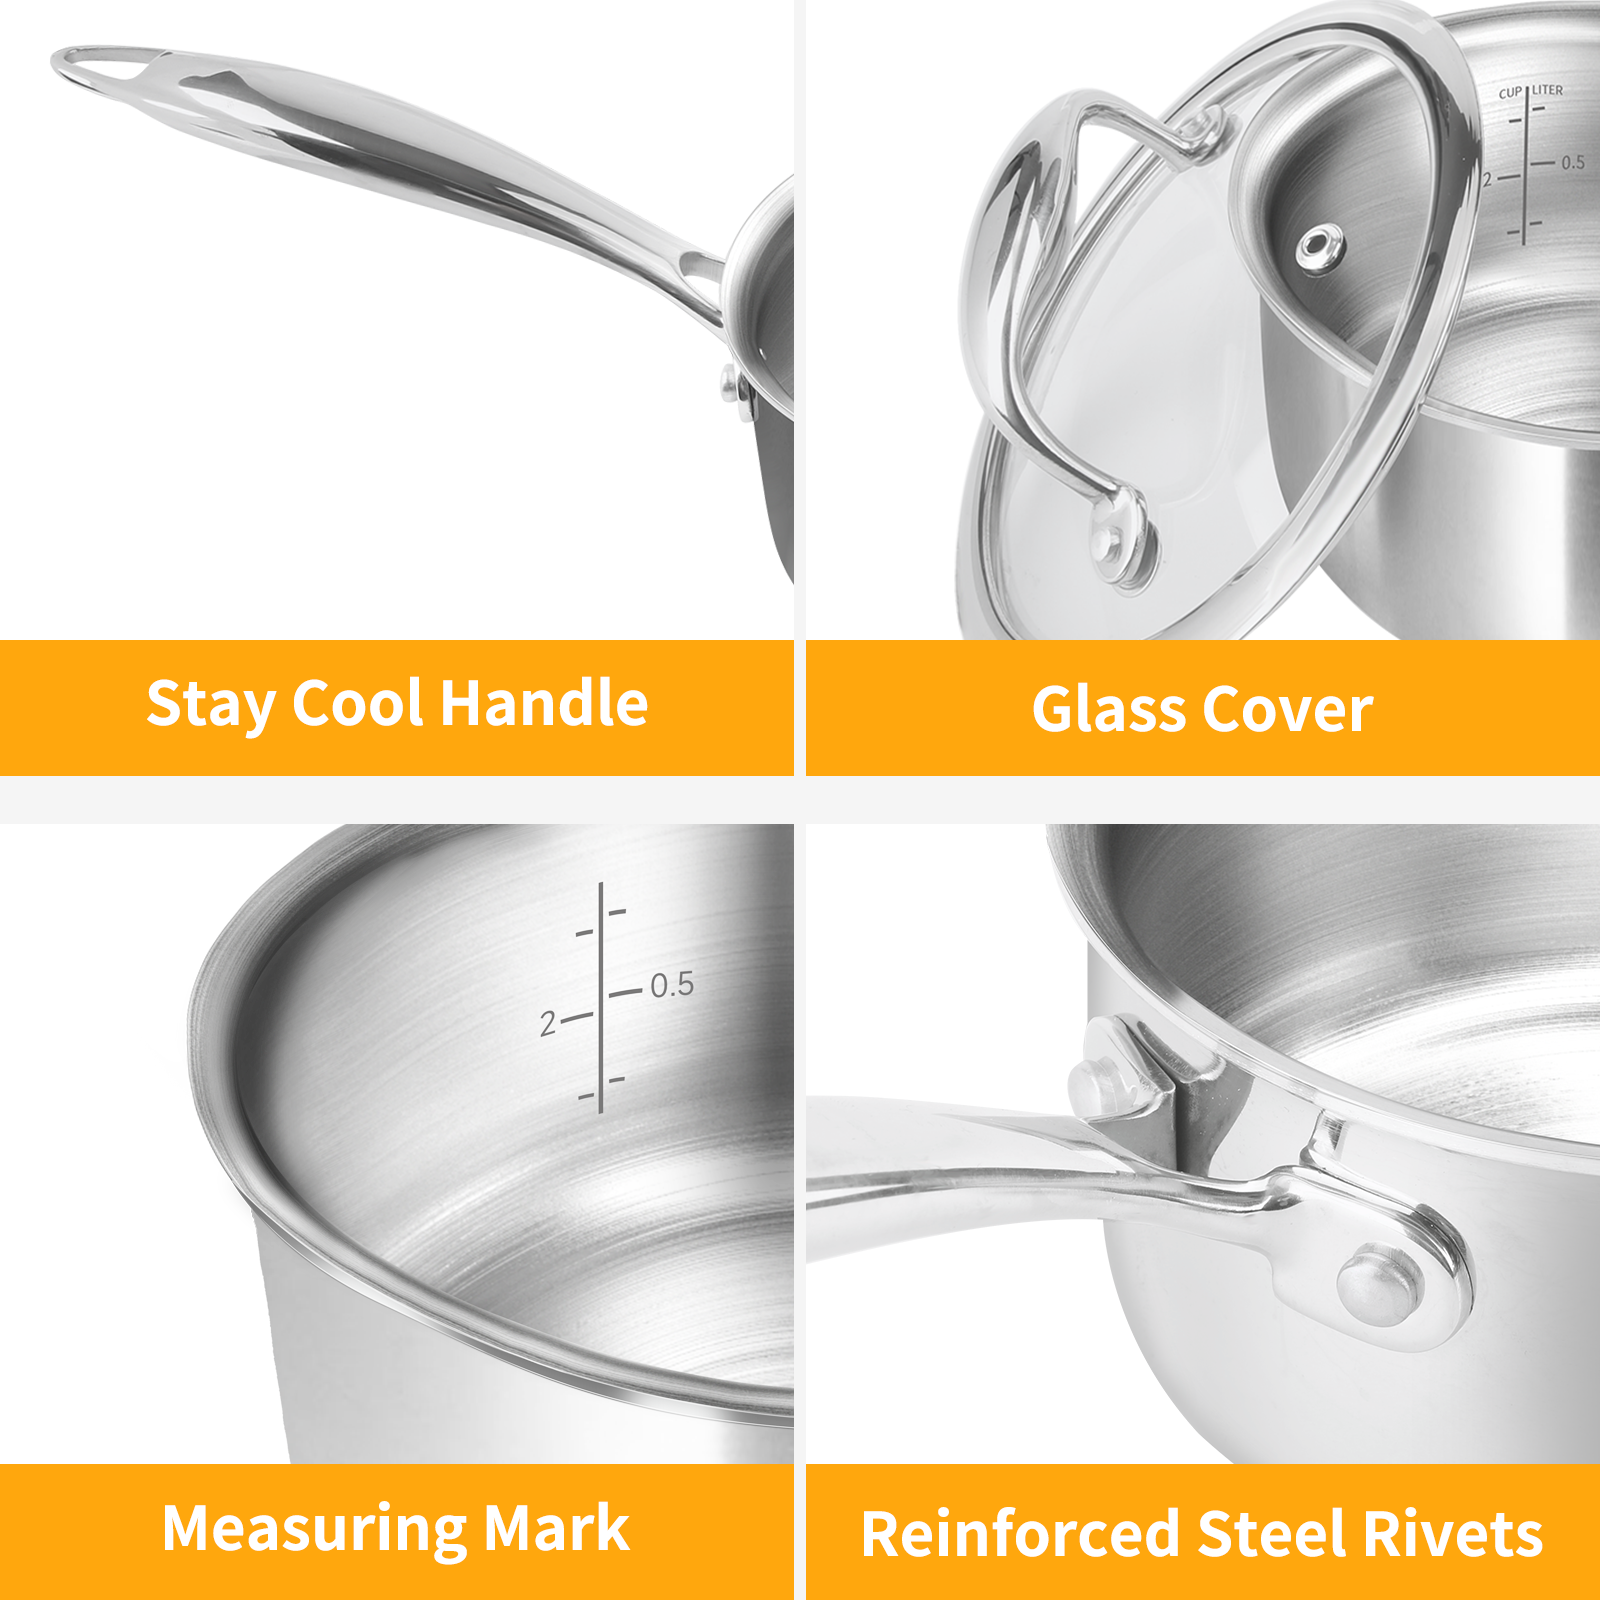 Stay Cool Handle
CUP LITER
0.5
2
Glass Cover
0.5
2
Measuring Mark
Reinforced Steel Rivets